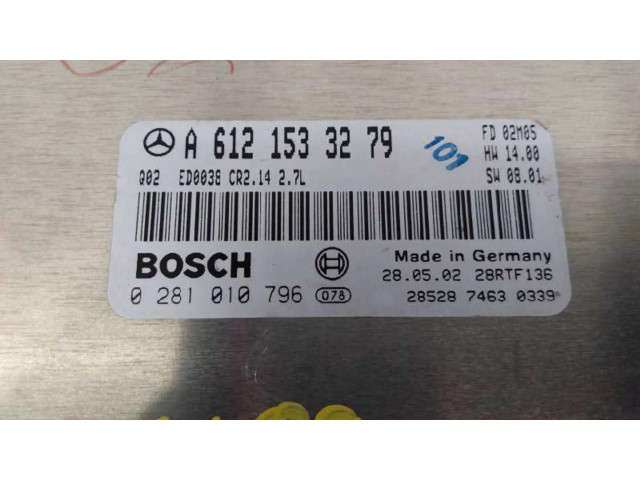 A 612 153 32 79
101
FD 02M05
HW 14.00
SW 08.01
Q02 ED0038 CR2.14 2.7L
BOSCH
Made in Germany
28.05.02 28RTF136
0 281 010 796 078
28528 7463 0339